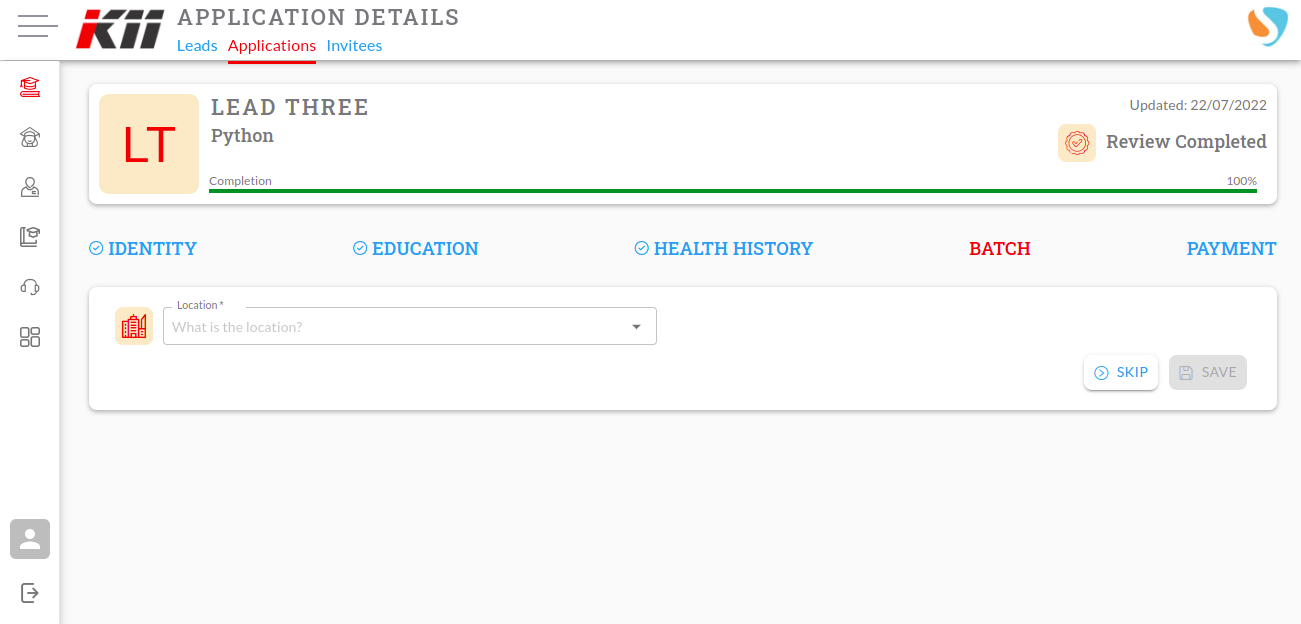 Kİİ
APPLICATION DETAILS
Leads Applications Invitees
LT
LEAD THREE
Python
Updated: 22/07/2022
Review Completed
Completion 100%
IDENTITY EDUCATION HEALTH HISTORY BATCH PAYMENT
Location *
What is the location?
SKIP SAVE